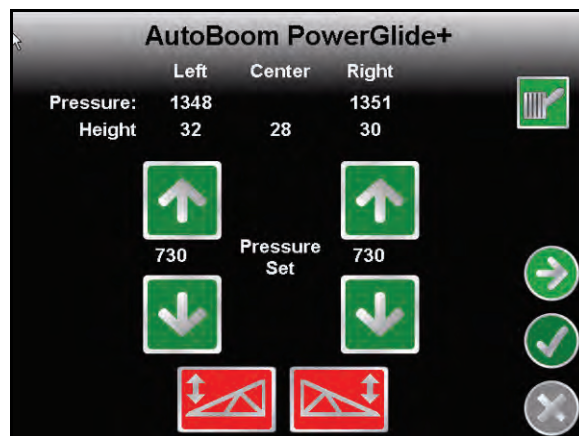 AutoBoom PowerGlide+
Left Center Right
Pressure: 1348 1351
Height 32 28 30
730 Pressure Set 730